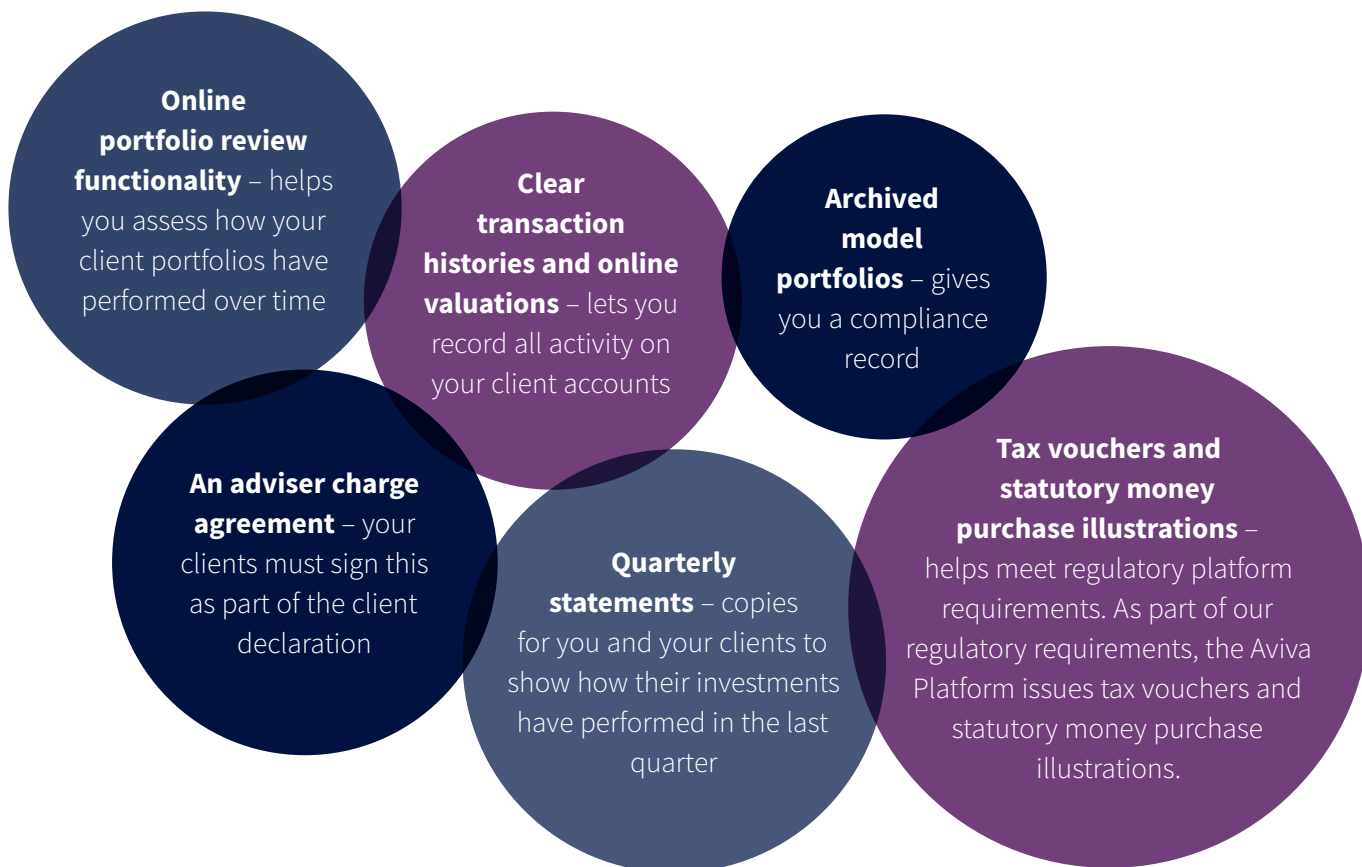 Online
portfolio review
functionality – helps
you assess how your
client portfolios have
performed over time
Clear
transaction
histories and online
valuations – lets you
record all activity on
your client accounts
Archived
model
portfolios – gives
you a compliance
record
An adviser charge
agreement – your
clients must sign this
as part of the client
declaration
Quarterly
statements – copies
for you and your clients to
show how their investments
have performed in the last
quarter
Tax vouchers and
statutory money
purchase illustrations –
helps meet regulatory platform
requirements. As part of our
regulatory requirements, the Aviva
Platform issues tax vouchers and
statutory money purchase
illustrations.